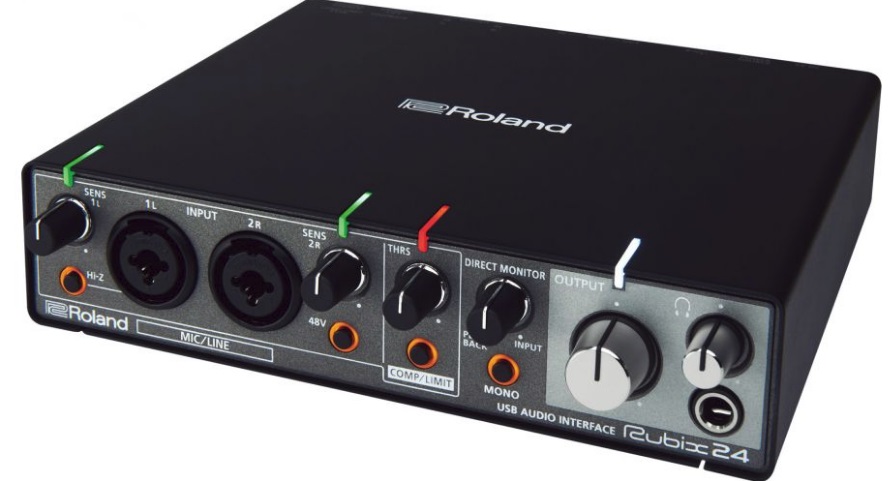 Roland
SENS
1L
1L
INPUT
2R
SENS
2R
THRS
DIRECT MONITOR
OUTPUT
Hi-Z
48V
BACK
INPUT
Roland
MIC/LINE
COMP/LIMIT
MONO
USB AUDIO INTERFACE
Rubix24